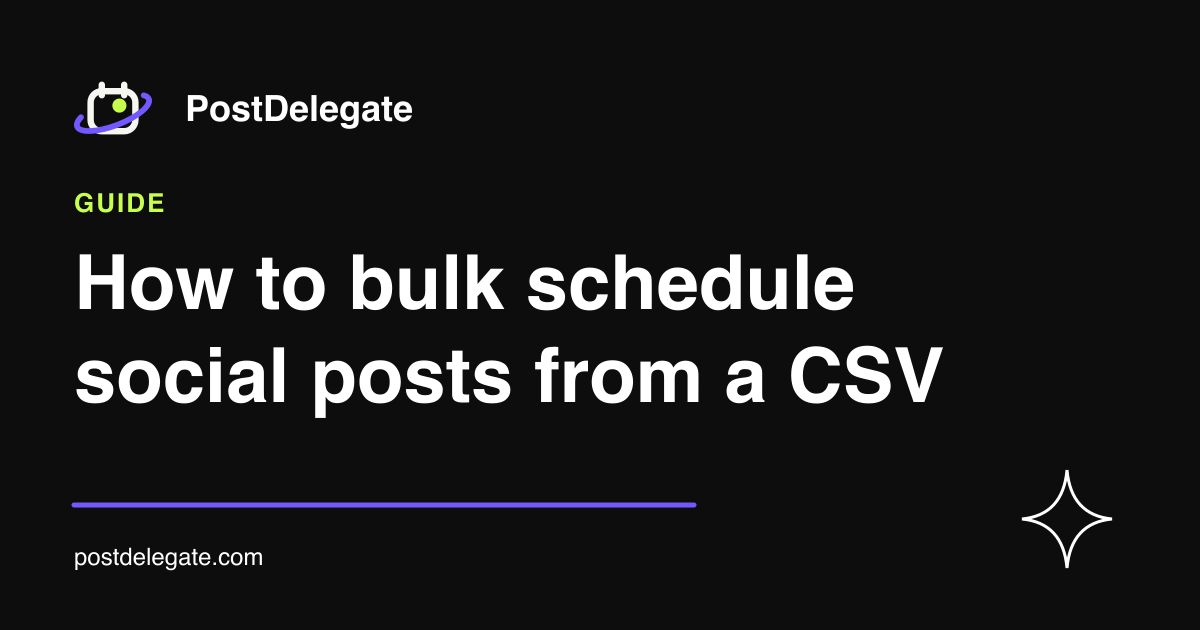 PostDelegate
GUIDE
How to bulk schedule
social posts from a CSV
postdelegate.com